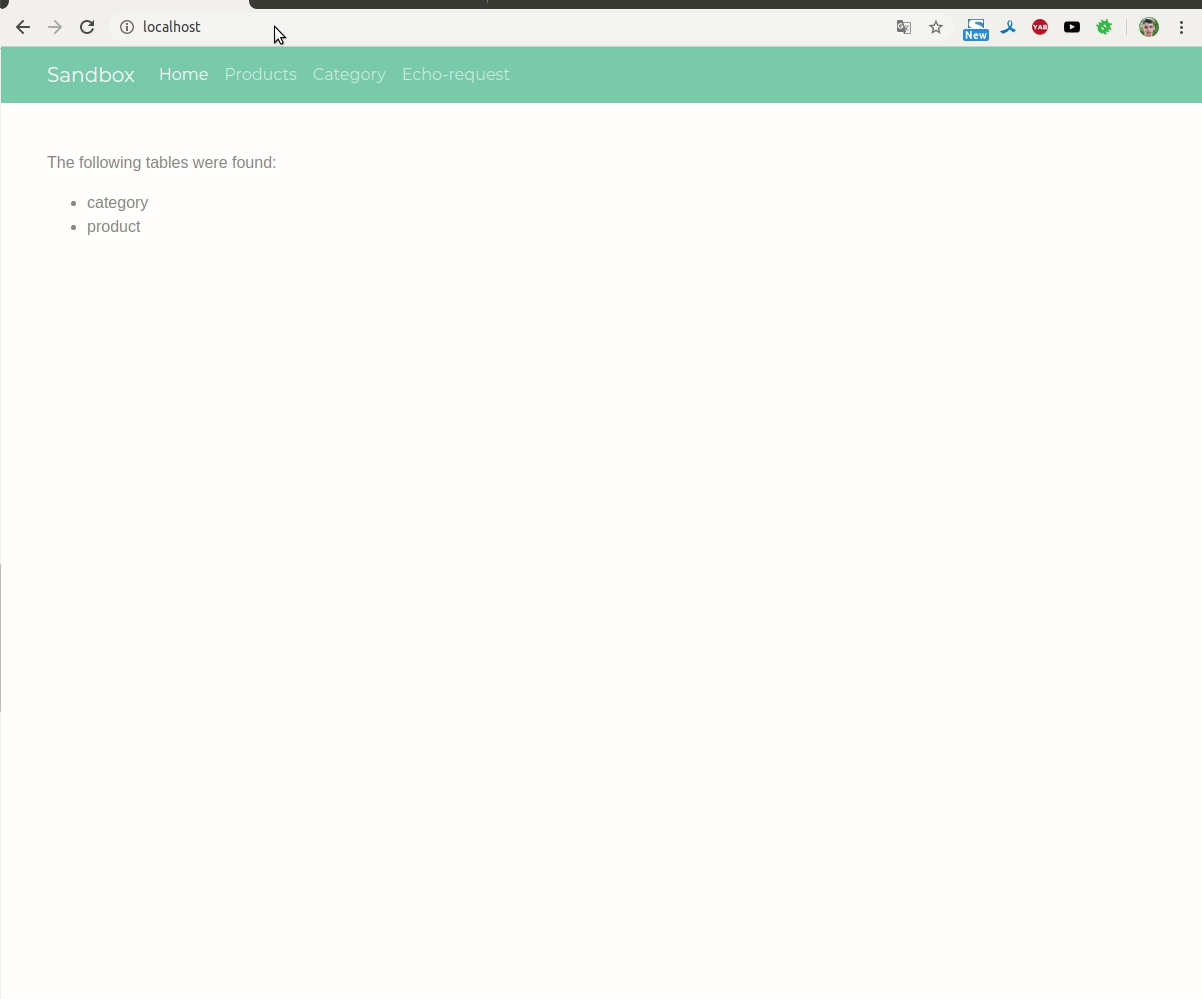 localhost
New
YAB
Sandbox Home Products Category Echo-request
The following tables were found:
category
product